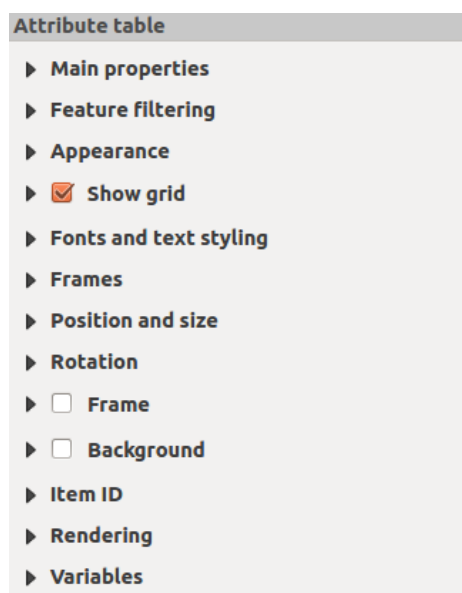 Attribute table
Main properties
Feature filtering
Appearance
Show grid
Fonts and text styling
Frames
Position and size
Rotation
Frame
Background
Item ID
Rendering
Variables